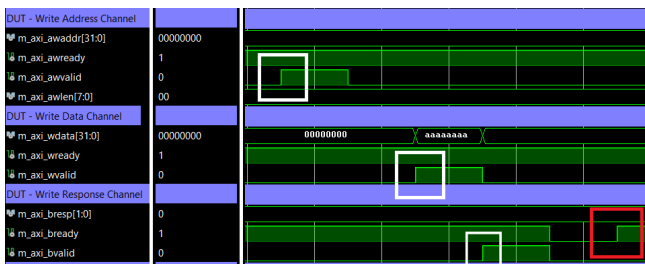 DUT - Write Address Channel
m_axi_awaddr[31:0] 00000000
m_axi_awready 1
m_axi_awvalid 0
m_axi_awlen[7:0] 00
DUT - Write Data Channel
m_axi_wdata[31:0] 00000000 00000000 aaaaaaaa
m_axi_wready 1
m_axi_wvalid 0
DUT - Write Response Channel
m_axi_bresp[1:0] 0
m_axi_bready 1
m_axi_bvalid 0